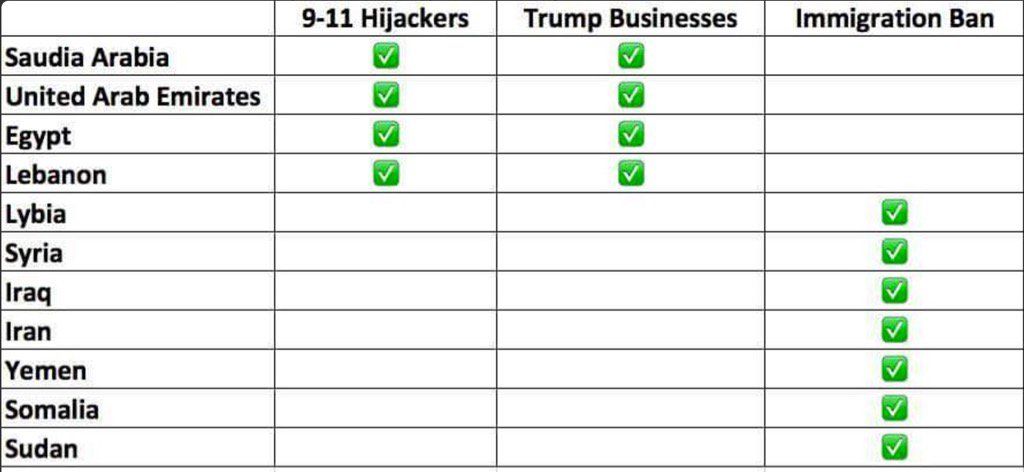 9-11 Hijackers Trump Businesses Immigration Ban
Saudia Arabia ✅ ✅
United Arab Emirates ✅ ✅
Egypt ✅ ✅
Lebanon ✅ ✅
Lybia ✅
Syria ✅
Iraq ✅
Iran ✅
Yemen ✅
Somalia ✅
Sudan ✅